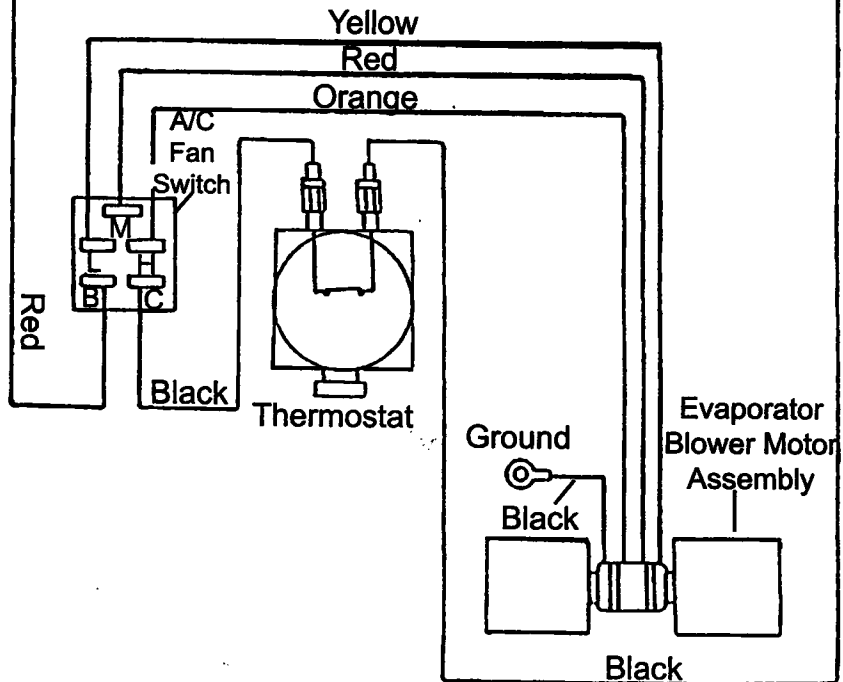 Yellow
Red
Orange
A/C
Fan
Switch
M
L
H
B
C
Red
Black
Thermostat
Ground
Black
Evaporator
Blower Motor
Assembly
Black